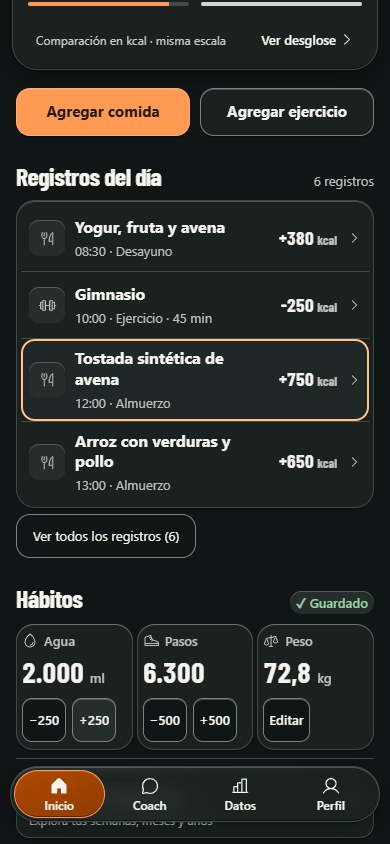 Comparación en kcal · misma escala
Ver desglose
Agregar comida
Agregar ejercicio
Registros del día
6 registros
Yogur, fruta y avena
08:30 · Desayuno
+380 kcal
Gimnasio
10:00 · Ejercicio · 45 min
-250 kcal
Tostada sintética de
avena
12:00 · Almuerzo
+750 kcal
Arroz con verduras y
pollo
13:00 · Almuerzo
+650 kcal
Ver todos los registros (6)
Hábitos
✓ Guardado
Agua
2.000 ml
−250
+250
Pasos
6.300
−500
+500
Peso
72,8 kg
Editar
Inicio
Coach
Datos
Perfil
Explora tus semanas, meses y años